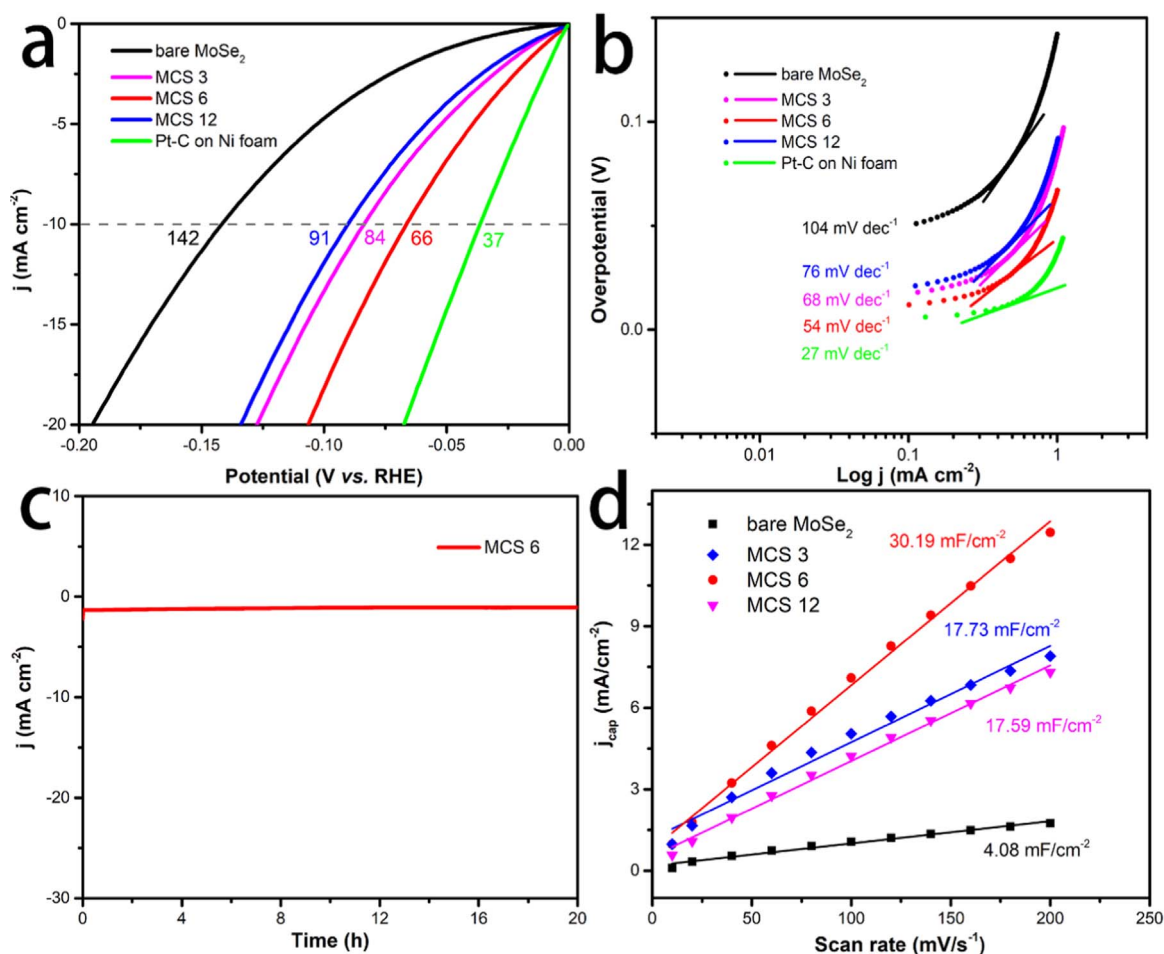 a
bare MoSe₂
MCS 3
MCS 6
MCS 12
Pt-C on Ni foam
142
91
84
66
37
0
-5
-10
-15
-20
j (mA cm⁻²)
-0.20
-0.15
-0.10
-0.05
0.00
Potential (V vs. RHE)
b
bare MoSe₂
MCS 3
MCS 6
MCS 12
Pt-C on Ni foam
104 mV dec⁻¹
76 mV dec⁻¹
68 mV dec⁻¹
54 mV dec⁻¹
27 mV dec⁻¹
0.1
0.0
Overpotential (V)
0.01
0.1
1
Log j (mA cm⁻²)
c
MCS 6
10
0
-10
-20
-30
j (mA cm⁻²)
0
4
8
12
16
20
Time (h)
d
bare MoSe₂
MCS 3
MCS 6
MCS 12
30.19 mF/cm⁻²
17.73 mF/cm⁻²
17.59 mF/cm⁻²
4.08 mF/cm⁻²
12
9
6
3
0
j_cap (mA/cm⁻²)
0
50
100
150
200
250
Scan rate (mV/s⁻¹)